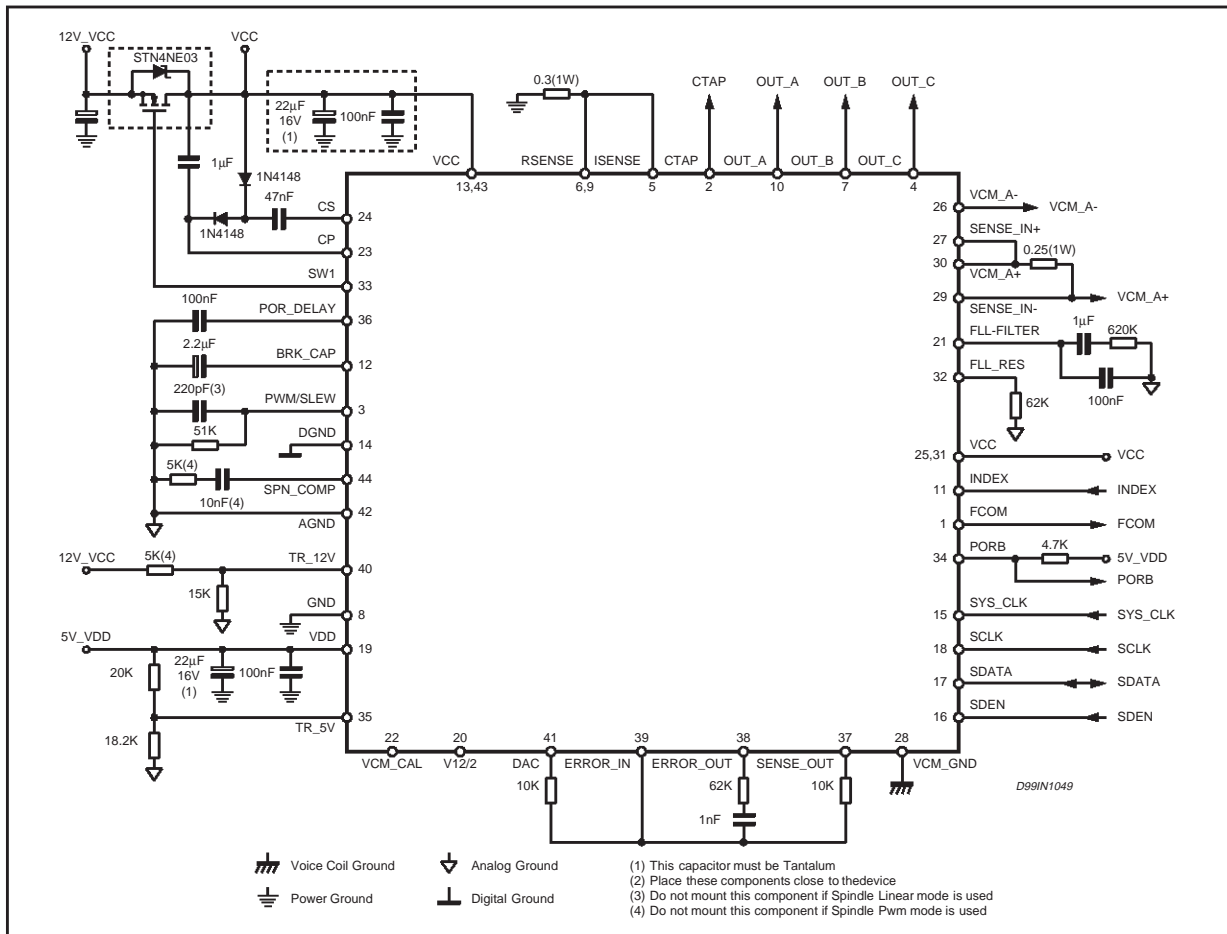 12V_VCC
VCC
STN4NE03
22μF
16V
(1)
100nF
0.3(1W)
CTAP
OUT_A
OUT_B
OUT_C
1μF
1N4148
47nF
1N4148
VCC
RSENSE
ISENSE
CTAP
OUT_A
OUT_B
OUT_C
13,43
6,9
5
2
10
7
4
CS
24
CP
23
SW1
33
100nF
POR_DELAY
36
2.2μF
BRK_CAP
12
220pF(3)
PWM/SLEW
3
51K
DGND
14
5K(4)
10nF(4)
SPN_COMP
44
AGND
42
12V_VCC
5K(4)
TR_12V
40
15K
GND
8
5V_VDD
VDD
19
20K
22μF
16V
(1)
100nF
TR_5V
35
18.2K
26
VCM_A-
VCM_A-
27
SENSE_IN+
30
VCM_A+
0.25(1W)
29
SENSE_IN-
VCM_A+
21
FLL-FILTER
1μF
620K
100nF
32
FLL_RES
62K
25,31
VCC
VCC
11
INDEX
INDEX
1
FCOM
FCOM
34
PORB
4.7K
5V_VDD
PORB
15
SYS_CLK
SYS_CLK
18
SCLK
SCLK
17
SDATA
SDATA
16
SDEN
SDEN
22
20
41
39
38
37
28
VCM_CAL
V12/2
DAC
ERROR_IN
ERROR_OUT
SENSE_OUT
VCM_GND
10K
62K
10K
1nF
D99IN1049
Voice Coil Ground
Analog Ground
Power Ground
Digital Ground
(1) This capacitor must be Tantalum
(2) Place these components close to thedevice
(3) Do not mount this component if Spindle Linear mode is used
(4) Do not mount this component if Spindle Pwm mode is used